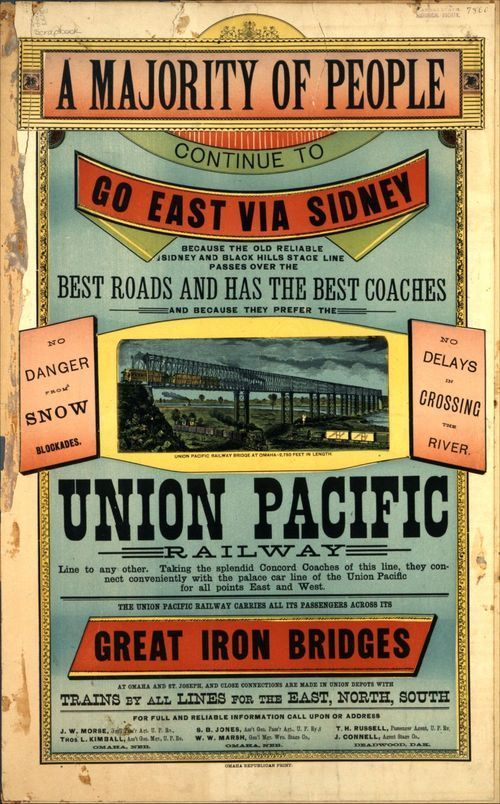 Scrapbook
HISTORICAL SOCIETY.
A MAJORITY OF PEOPLE
CONTINUE TO
GO EAST VIA SIDNEY
BECAUSE THE OLD RELIABLE
SIDNEY AND BLACK HILLS STAGE LINE
PASSES OVER THE
BEST ROADS AND HAS THE BEST COACHES
AND BECAUSE THEY PREFER THE
NO
DANGER
FROM
SNOW
BLOCKADES.
NO
DELAYS
IN
CROSSING
THE
RIVER.
UNION PACIFIC RAILWAY BRIDGE AT OMAHA-2,750 FEET IN LENGTH.
UNION PACIFIC
RAILWAY
Line to any other. Taking the splendid Concord Coaches of this line, they con-
nect conveniently with the palace car line of the Union Pacific
for all points East and West.
THE UNION PACIFIC RAILWAY CARRIES ALL ITS PASSENGERS ACROSS ITS
GREAT IRON BRIDGES
AT OMAHA AND ST. JOSEPH, AND CLOSE CONNECTIONS ARE MADE IN UNION DEPOTS WITH
TRAINS BY ALL LINES FOR THE EAST, NORTH, SOUTH
FOR FULL AND RELIABLE INFORMATION CALL UPON OR ADDRESS
J. W. MORSE, Gen'l Pass'r Agt. U. P. Ry., S. B. JONES, Ass't Gen. Pass'r Agt., U. P. Ry., T. H. RUSSELL, Passenger Agent, U. P. Ry.
THOS. L. KIMBALL, Ass't Gen. Mgr., U. P. Ry. W. W. MARSH, Gen'l Mgr. Wes. Stage Co., J. CONNELL, Agent Stage Co.,
OMAHA, NEB. OMAHA, NEB. DEADWOOD, DAK.
OMAHA REPUBLICAN PRINT.